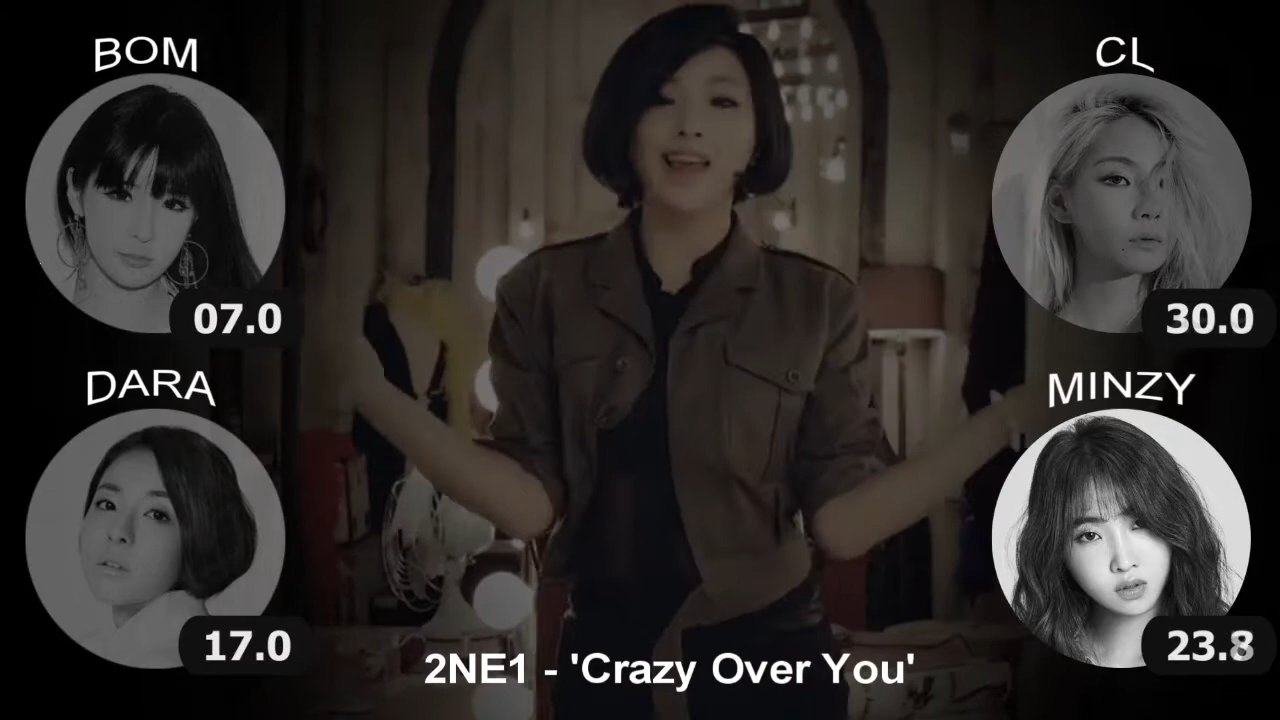 BOM
07.0
CL
30.0
DARA
17.0
MINZY
23.8
2NE1 - 'Crazy Over You'